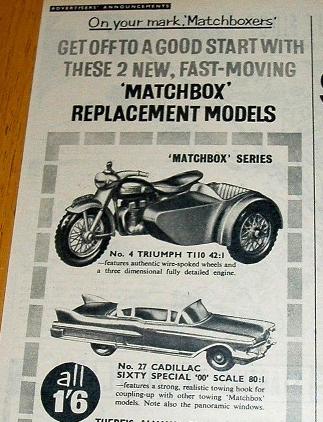 ADVERTISERS' ANNOUNCEMENTS
On your mark, 'Matchboxers'
GET OFF TO A GOOD START WITH
THESE 2 NEW, FAST-MOVING
'MATCHBOX'
REPLACEMENT MODELS
'MATCHBOX' SERIES
No. 4 TRIUMPH T110 42:1
—features authentic wire-spoked wheels and
a three dimensional fully detailed engine.
No. 27 CADILLAC
SIXTY SPECIAL '00' SCALE 80:1
—features a strong, realistic towing hook for
coupling-up with other towing 'Matchbox'
models. Note also the panoramic windows.
all
1'6